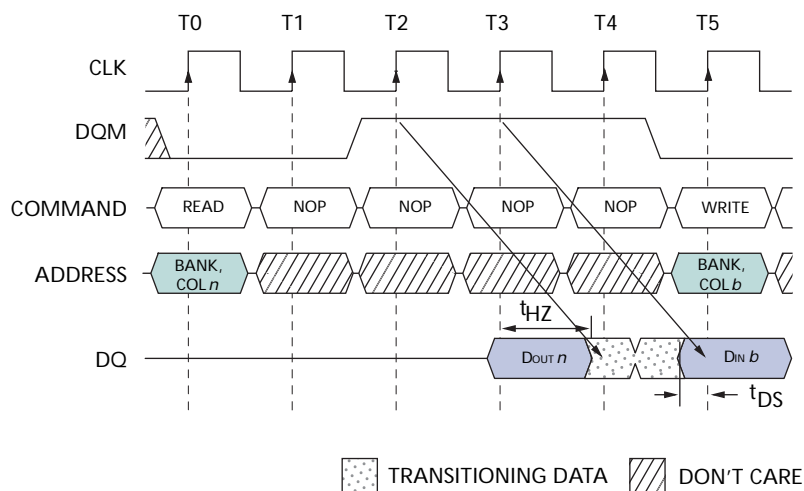 T0 T1 T2 T3 T4 T5
CLK
DQM
COMMAND READ NOP NOP NOP NOP WRITE
ADDRESS BANK, COL n BANK, COL b
tHZ
DQ DOUT n DIN b
tDS
TRANSITIONING DATA DON'T CARE